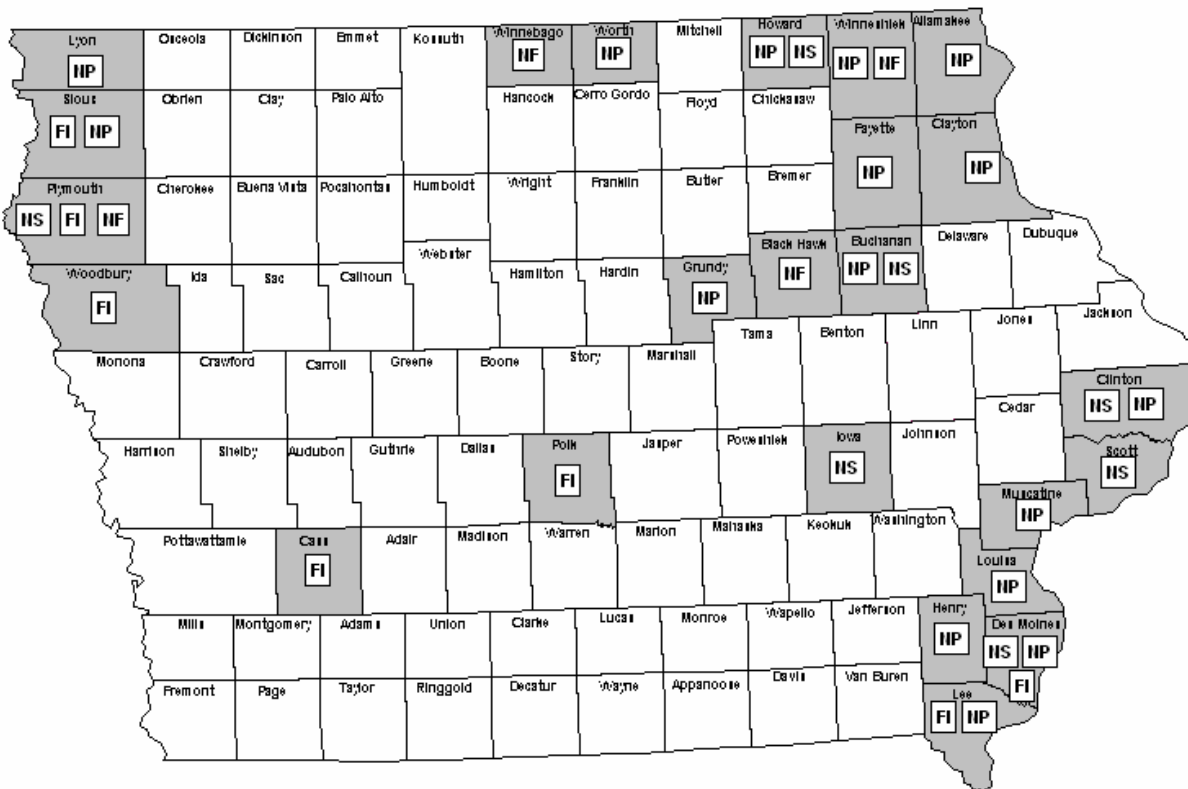 Lyon Osceola Dickinson Emmet Kossuth Winnebago Worth Mitchell Howard Winneshiek Allamakee
NP NF NP NP NS NP NF NP
Sioux Obrien Clay Palo Alto Hancock Cerro Gordo Floyd Chickasaw
FI NP
Fayette Clayton
NP NP
Plymouth Cherokee Buena Vista Pocahontas Humboldt Wright Franklin Butler Bremer
NS FI NF
Webster Black Hawk Buchanan Delaware Dubuque
NF NP NS
Woodbury Ida Sac Calhoun Hamilton Hardin Grundy
FI NP
Tama Benton Linn Jones Jackson
Monona Crawford Carroll Greene Boone Story Marshall
Clinton
NS NP
Cedar
Harrison Shelby Audubon Guthrie Dallas Polk Jasper Poweshiek Iowa Johnson
FI NS
Scott
NS
Muscatine
NP
Pottawattamie Cass Adair Madison Warren Marion Mahaska Keokuk Washington
FI
Louisa
NP
Mills Montgomery Adams Union Clarke Lucas Monroe Wapello Jefferson Henry Des Moines
NP NS NP
FI
Fremont Page Taylor Ringgold Decatur Wayne Appanoose Davis Van Buren Lee
FI NP